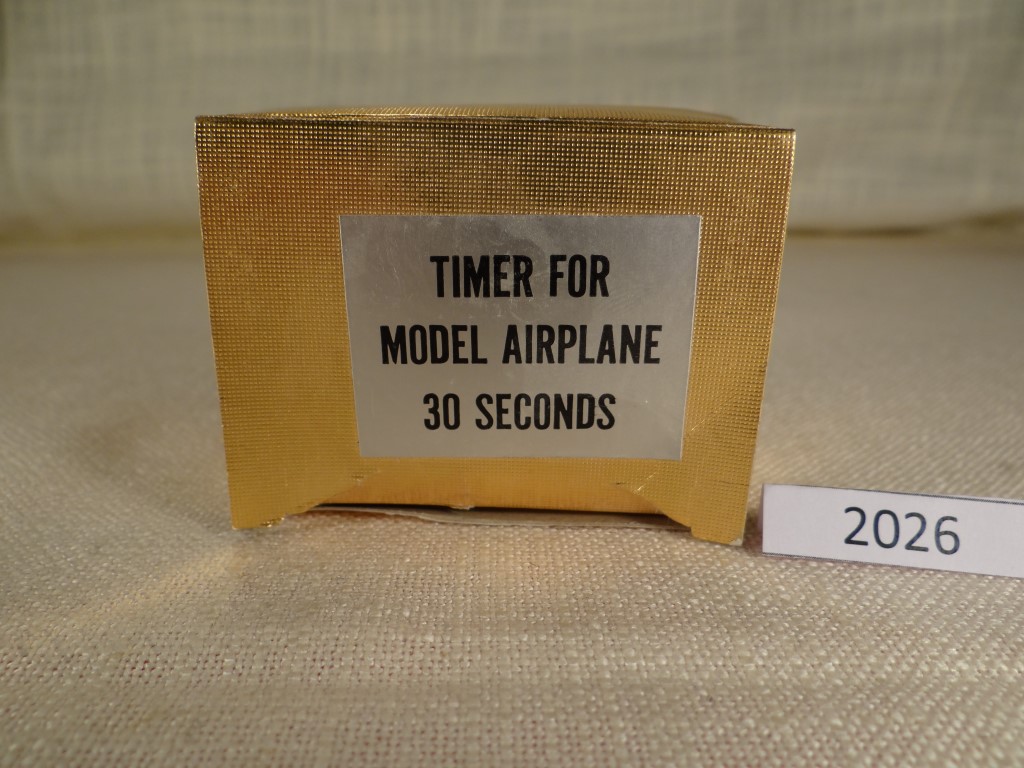 TIMER FOR
MODEL AIRPLANE
30 SECONDS
2026